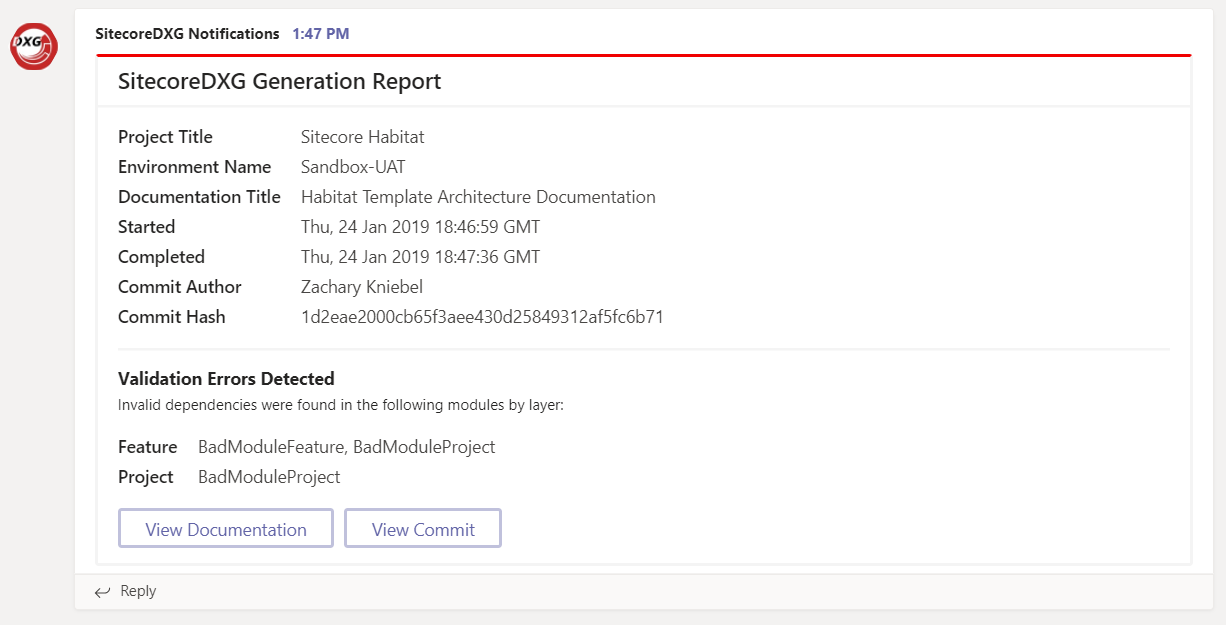 DXG
SitecoreDXG Notifications 1:47 PM
SitecoreDXG Generation Report
Project Title Sitecore Habitat
Environment Name Sandbox-UAT
Documentation Title Habitat Template Architecture Documentation
Started Thu, 24 Jan 2019 18:46:59 GMT
Completed Thu, 24 Jan 2019 18:47:36 GMT
Commit Author Zachary Kniebel
Commit Hash 1d2eae2000cb65f3aee430d25849312af5fc6b71
Validation Errors Detected
Invalid dependencies were found in the following modules by layer:
Feature BadModuleFeature, BadModuleProject
Project BadModuleProject
View Documentation View Commit
Reply